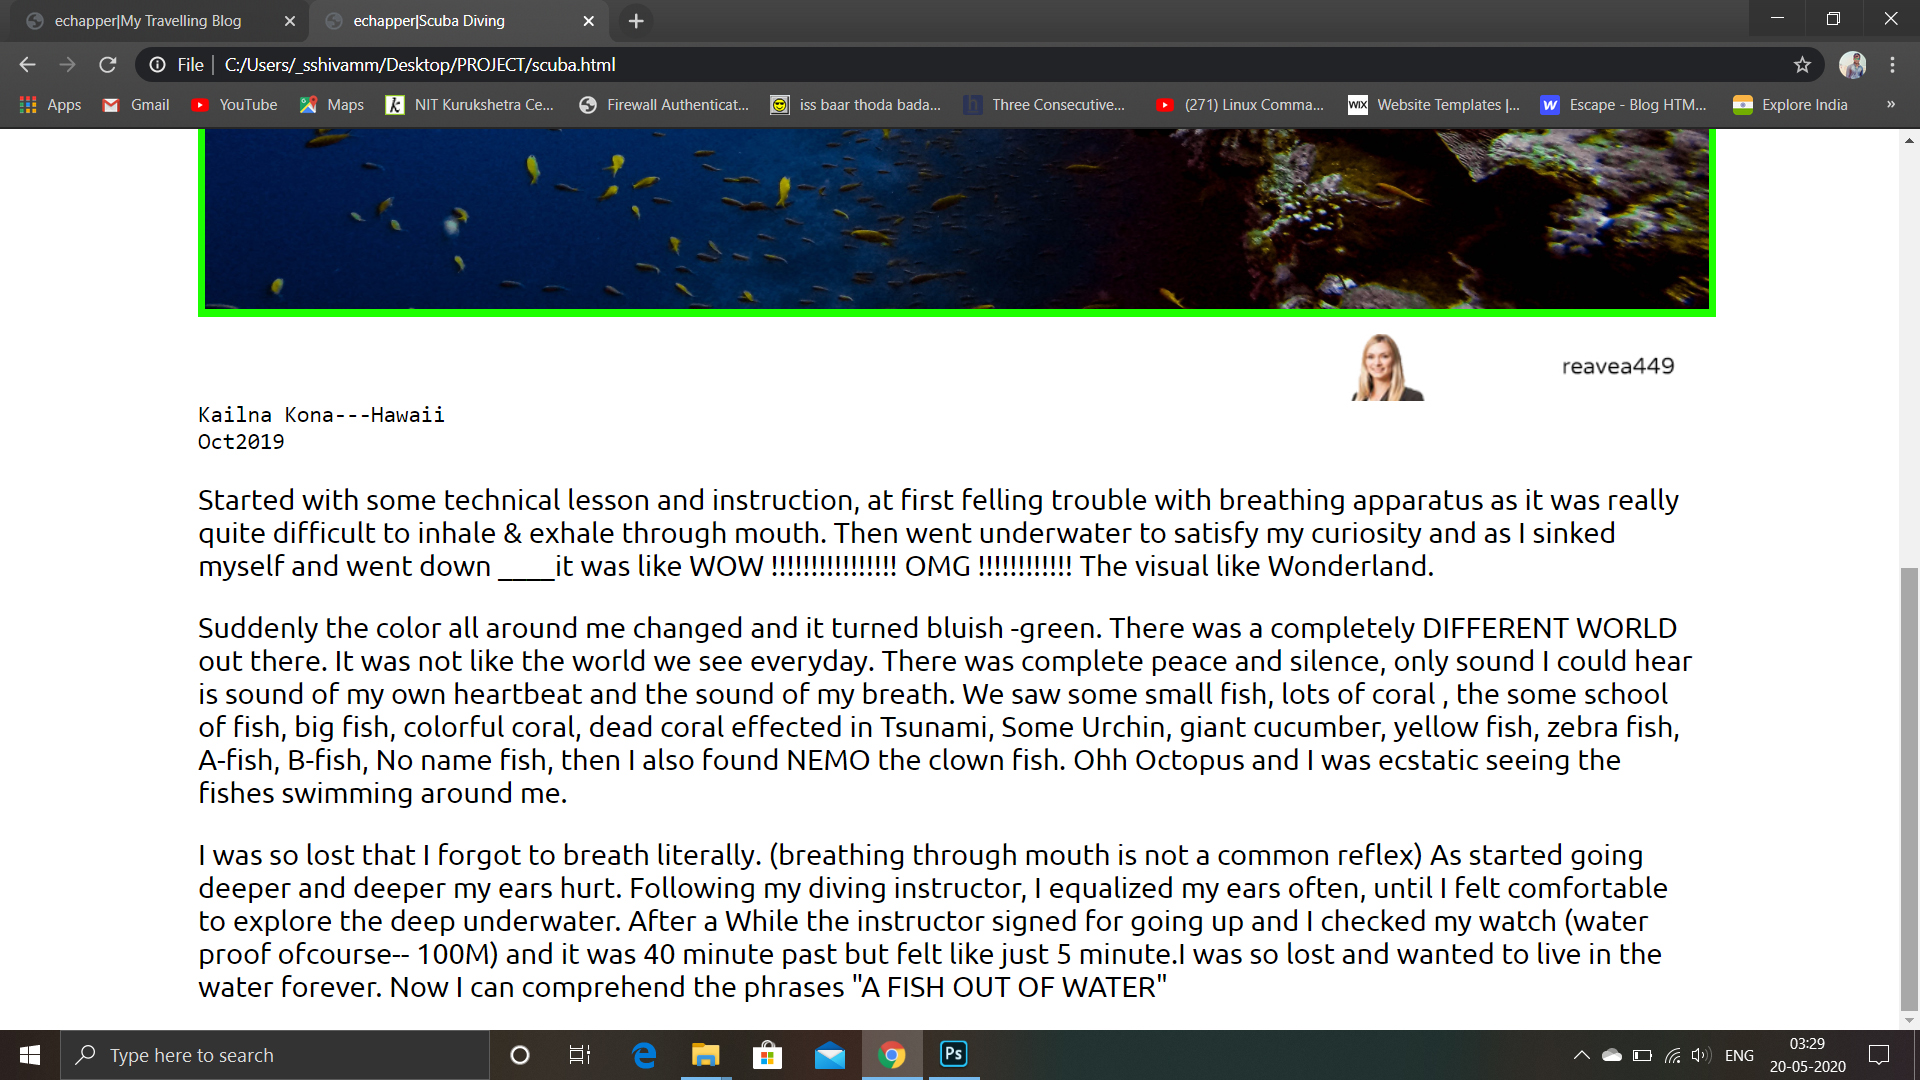 echapper|My Travelling Blog
echapper|Scuba Diving
File | C:/Users/_sshivamm/Desktop/PROJECT/scuba.html
Apps Gmail YouTube Maps k NIT Kurukshetra Ce... Firewall Authenticat... iss baar thoda bada... h Three Consecutive... (271) Linux Comma... WIX Website Templates |... W Escape - Blog HTM... Explore India »
reavea449
Kailna Kona---Hawaii
Oct2019
Started with some technical lesson and instruction, at first felling trouble with breathing apparatus as it was really
quite difficult to inhale & exhale through mouth. Then went underwater to satisfy my curiosity and as I sinked
myself and went down ____it was like WOW !!!!!!!!!!!!!!!! OMG !!!!!!!!!!!! The visual like Wonderland.
Suddenly the color all around me changed and it turned bluish -green. There was a completely DIFFERENT WORLD
out there. It was not like the world we see everyday. There was complete peace and silence, only sound I could hear
is sound of my own heartbeat and the sound of my breath. We saw some small fish, lots of coral , the some school
of fish, big fish, colorful coral, dead coral effected in Tsunami, Some Urchin, giant cucumber, yellow fish, zebra fish,
A-fish, B-fish, No name fish, then I also found NEMO the clown fish. Ohh Octopus and I was ecstatic seeing the
fishes swimming around me.
I was so lost that I forgot to breath literally. (breathing through mouth is not a common reflex) As started going
deeper and deeper my ears hurt. Following my diving instructor, I equalized my ears often, until I felt comfortable
to explore the deep underwater. After a While the instructor signed for going up and I checked my watch (water
proof ofcourse-- 100M) and it was 40 minute past but felt like just 5 minute.I was so lost and wanted to live in the
water forever. Now I can comprehend the phrases "A FISH OUT OF WATER"
Type here to search
Ps
ENG
03:29
20-05-2020